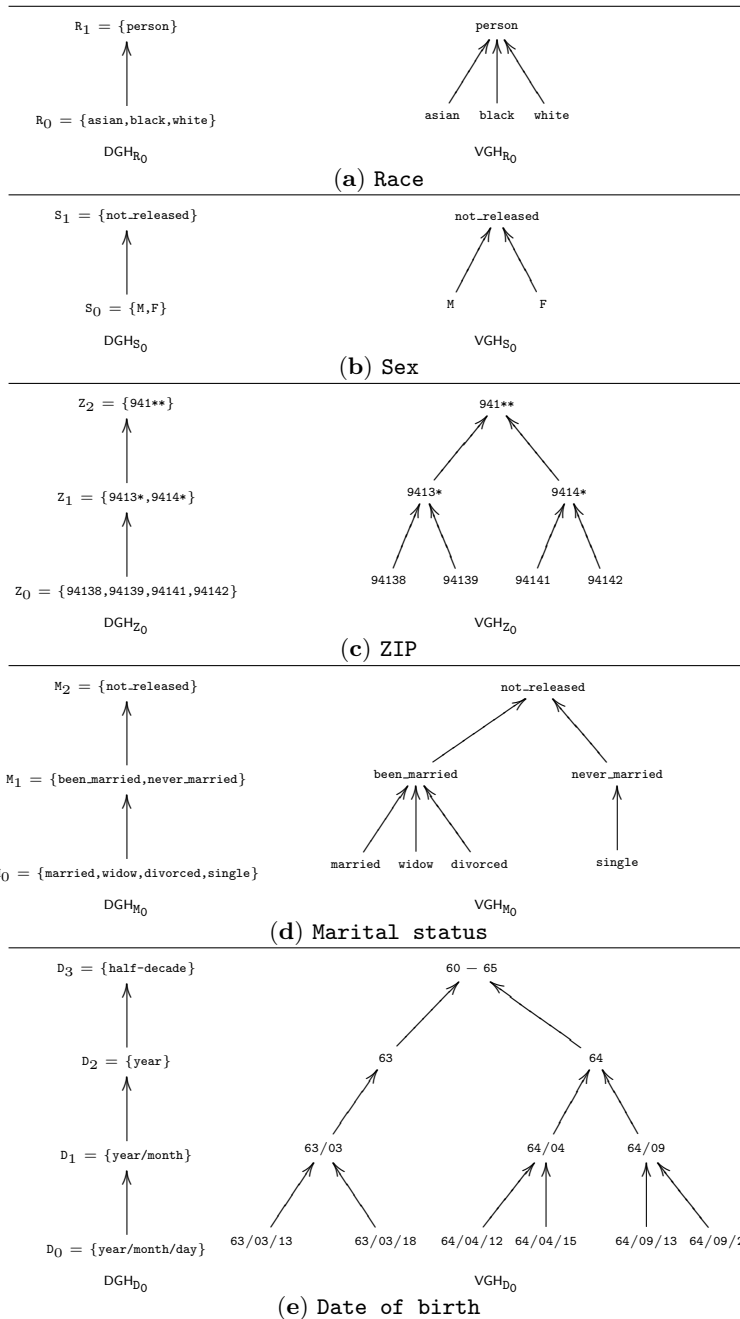 R1 = {person}
person
R0 = {asian,black,white}
asian black white
DGHR0
VGHR0
(a) Race
S1 = {not_released}
not_released
S0 = {M,F}
M F
DGHS0
VGHS0
(b) Sex
Z2 = {941**}
941**
Z1 = {9413*,9414*}
9413* 9414*
Z0 = {94138,94139,94141,94142}
94138 94139 94141 94142
DGHZ0
VGHZ0
(c) ZIP
M2 = {not_released}
not_released
M1 = {been_married,never_married}
been_married never_married
0 = {married,widow,divorced,single}
married widow divorced single
DGHM0
VGHM0
(d) Marital status
D3 = {half-decade}
60 − 65
D2 = {year}
63 64
D1 = {year/month}
63/03 64/04 64/09
D0 = {year/month/day}
63/03/13 63/03/18 64/04/12 64/04/15 64/09/13 64/09/2
DGHD0
VGHD0
(e) Date of birth